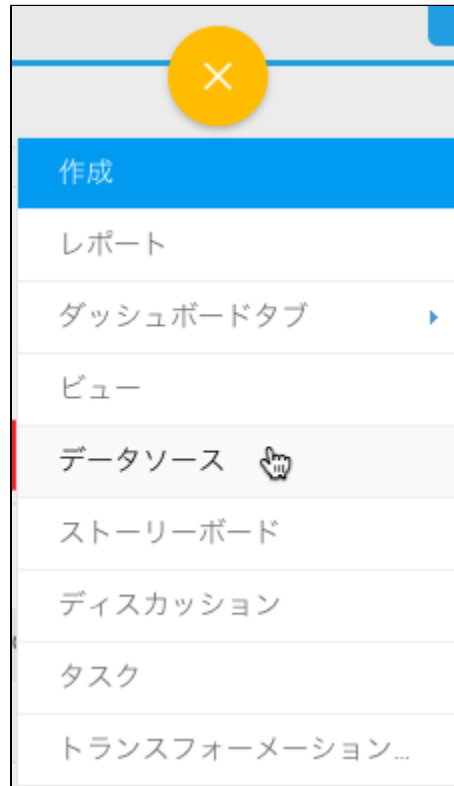 作成
レポート
ダッシュボードタブ
ビュー
データソース
ストーリーボード
ディスカッション
タスク
トランスフォーメーション...